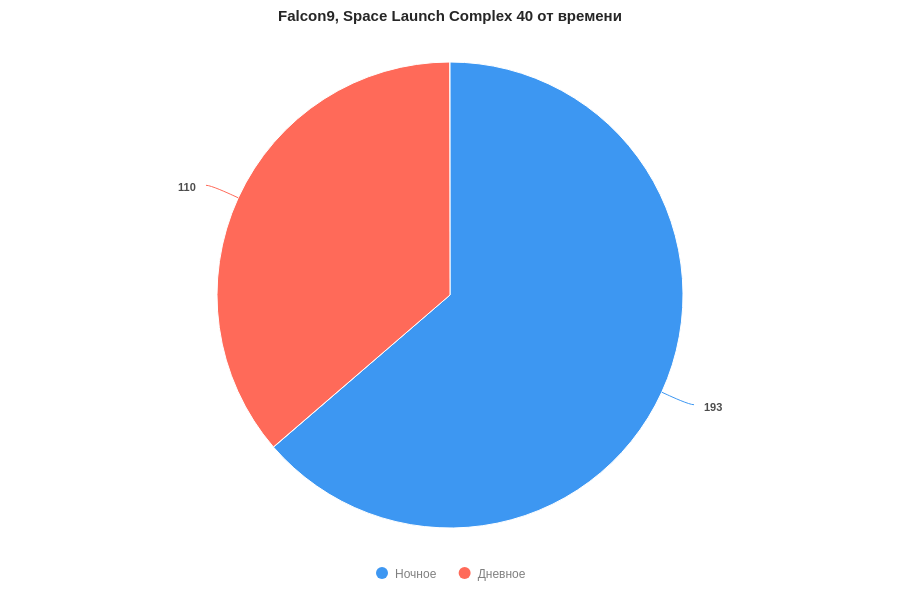 Falcon9, Space Launch Complex 40 от времени
110
193
Ночное
Дневное